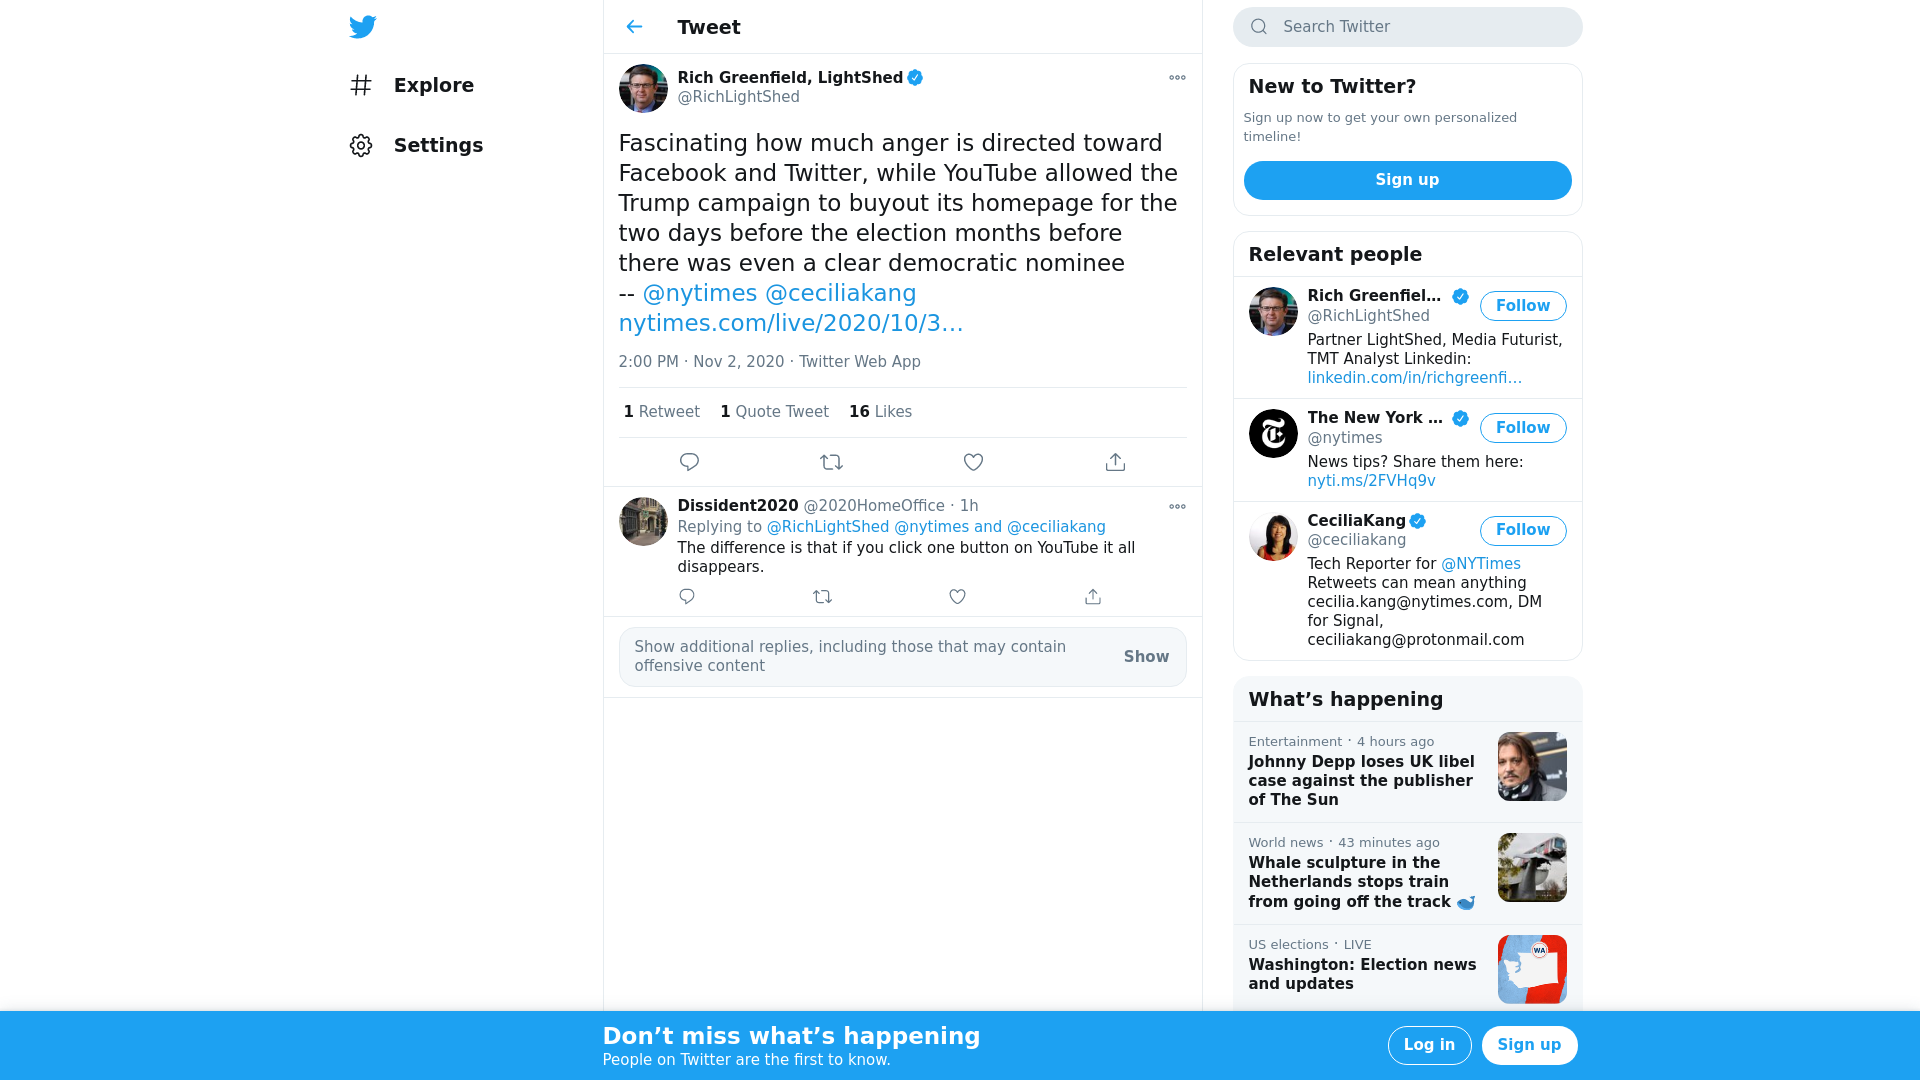 Explore
Settings
Tweet
Rich Greenfield, LightShed
@RichLightShed
Fascinating how much anger is directed toward
Facebook and Twitter, while YouTube allowed the
Trump campaign to buyout its homepage for the
two days before the election months before
there was even a clear democratic nominee
-- @nytimes @ceciliakang
nytimes.com/live/2020/10/3…
2:00 PM · Nov 2, 2020 · Twitter Web App
1 Retweet 1 Quote Tweet 16 Likes
Dissident2020 @2020HomeOffice · 1h
Replying to @RichLightShed @nytimes and @ceciliakang
The difference is that if you click one button on YouTube it all
disappears.
Show additional replies, including those that may contain
offensive content
Show
Search Twitter
New to Twitter?
Sign up now to get your own personalized
timeline!
Sign up
Relevant people
Rich Greenfiel…
Follow
@RichLightShed
Partner LightShed, Media Futurist,
TMT Analyst Linkedin:
linkedin.com/in/richgreenfi…
The New York …
Follow
@nytimes
News tips? Share them here:
nyti.ms/2FVHq9v
CeciliaKang
Follow
@ceciliakang
Tech Reporter for @NYTimes
Retweets can mean anything
cecilia.kang@nytimes.com, DM
for Signal,
ceciliakang@protonmail.com
What’s happening
Entertainment · 4 hours ago
Johnny Depp loses UK libel
case against the publisher
of The Sun
World news · 43 minutes ago
Whale sculpture in the
Netherlands stops train
from going off the track 🐋
US elections · LIVE
Washington: Election news
and updates
WA
Don’t miss what’s happening
People on Twitter are the first to know.
Log in
Sign up